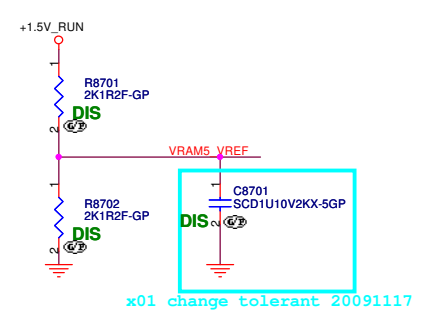 +1.5V_RUN
1
R8701
2K1R2F-GP
DIS
2
G/P
VRAM5_VREF
1
R8702
2K1R2F-GP
DIS
2
G/P
1
C8701
SCD1U10V2KX-5GP
DIS
2
G/P
x01 change tolerant 20091117